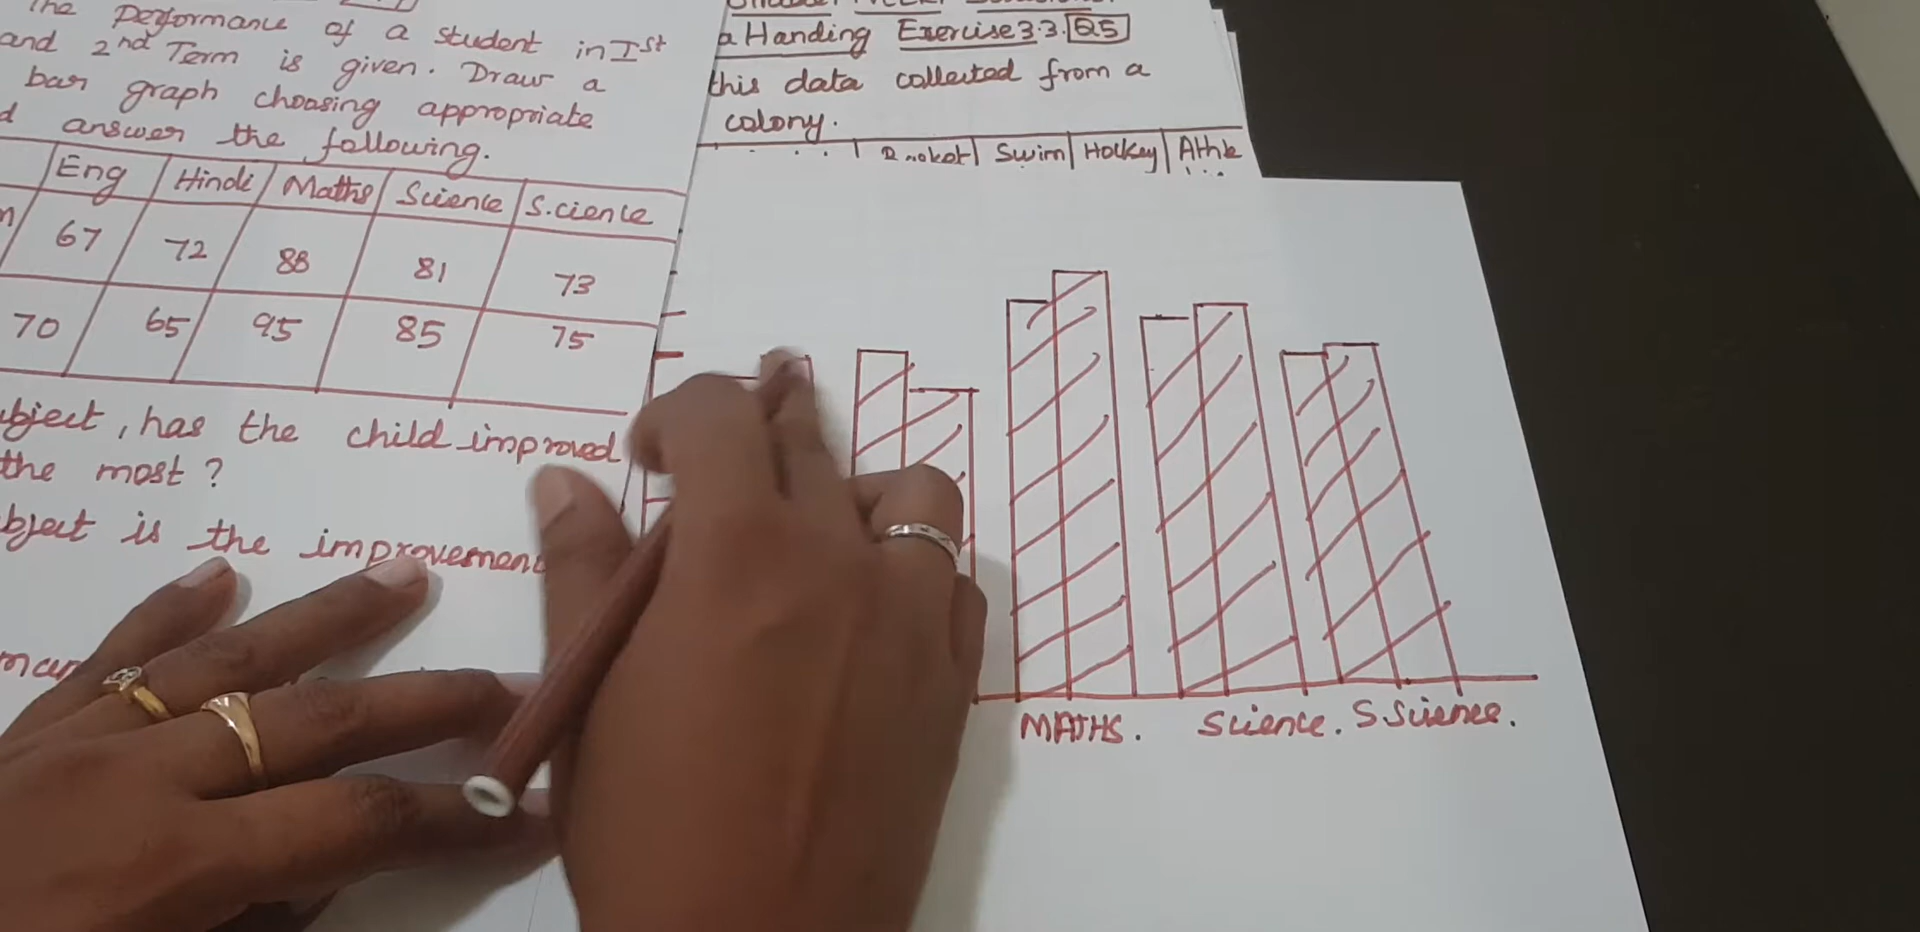 The Performance of a student in Ist
and 2nd Term is given. Draw a
bar graph choosing appropriate
answer the following.
Eng Hindi Maths Science S.cience
67 72 88 81 73
70 65 95 85 75
bject, has the child improved
the most?
bject is the improvement
a Handing Exercise 3.3. Q5
this data collected from a
colony.
Swim Hockey Athle
MATHS. Science. S Science.